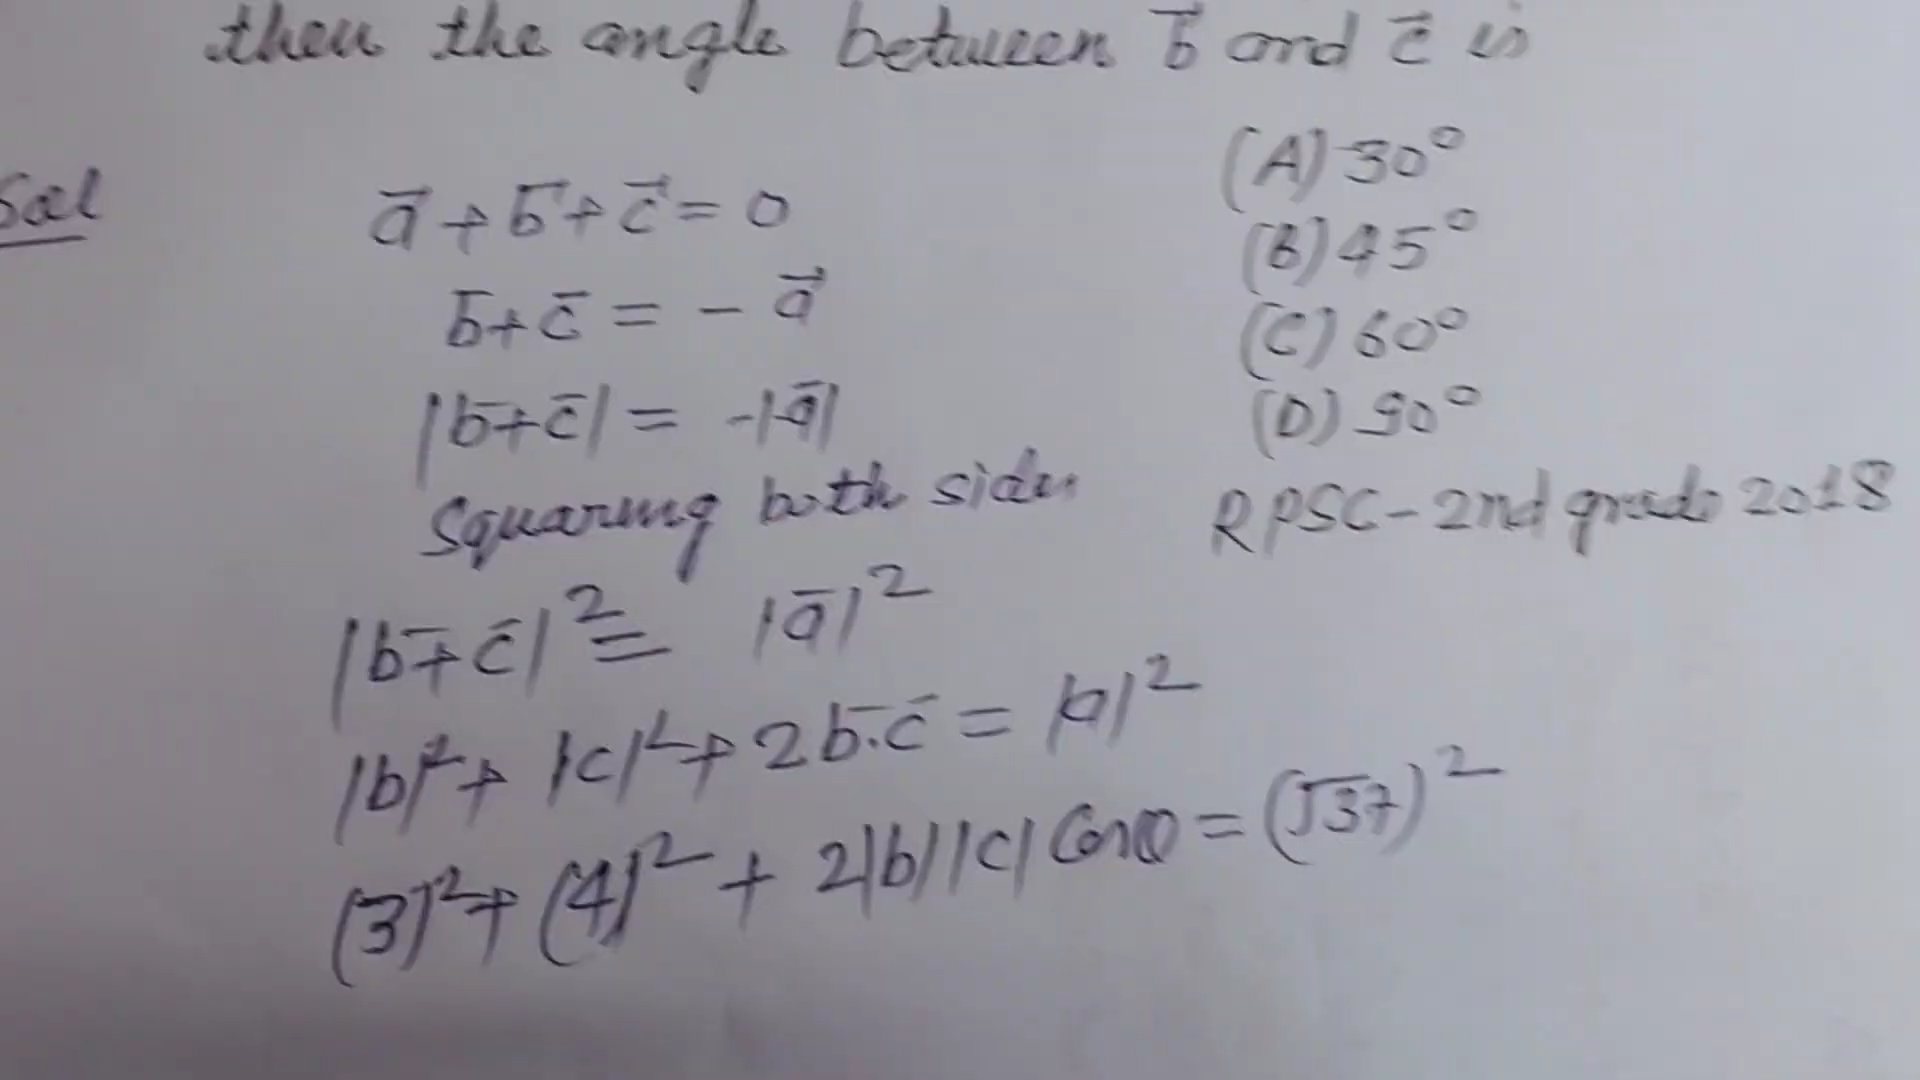 then the angle between b⃗ and c⃗ is
Sol
(A) 30°
(B) 45°
(C) 60°
(D) 90°
RPSC-2nd grade 2018
a⃗ + b⃗ + c⃗ = 0
b̄ + c̄ = - a⃗
|b̄+c̄| = -|ā|
Squaring both sides
|b̄+c̄|² = |ā|²
|b|² + |c|² + 2b̄.c̄ = |a|²
(3)² + (4)² + 2|b||c| Cosθ = (√37)²